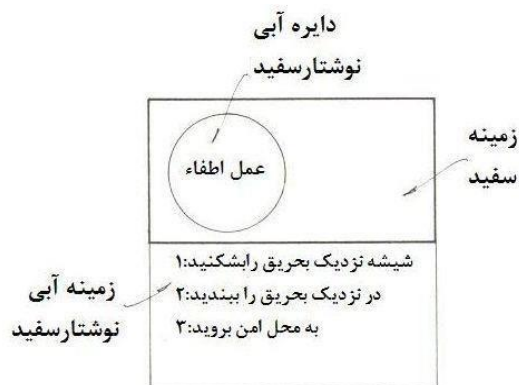 دایره آبی
نوشتارسفید
زمینه
سفید
عمل اطفاء
شیشه نزدیک بحریق رابشکنید:۱
در نزدیک بحریق را ببندید:۲
به محل امن بروید:۳
زمینه آبی
نوشتارسفید